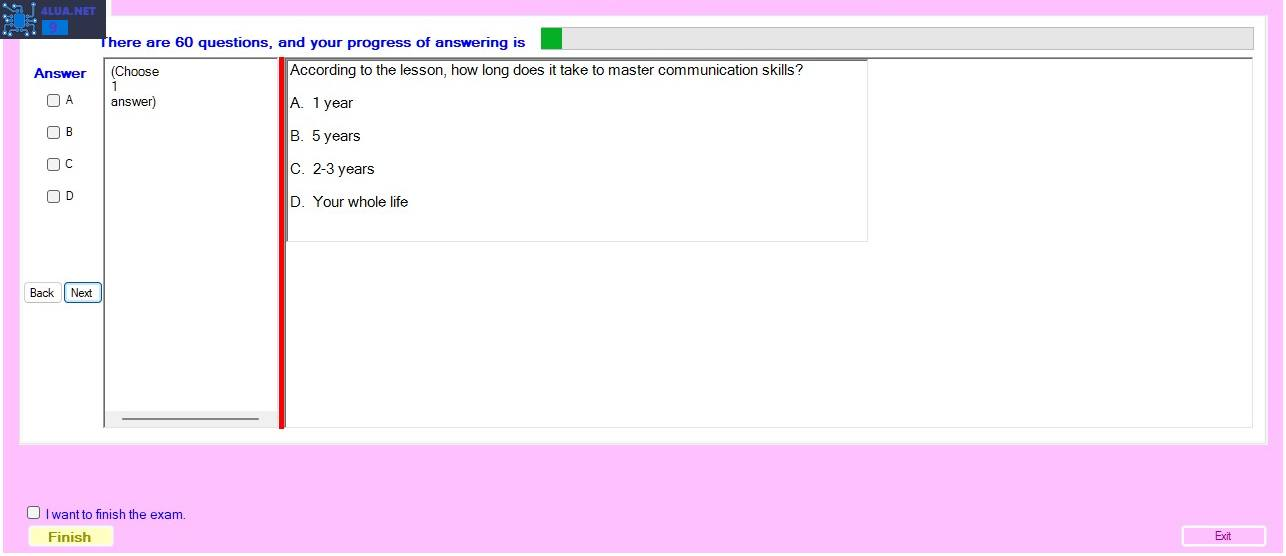 4LUA.NET
9
There are 60 questions, and your progress of answering is
Answer
A
B
C
D
Back Next
(Choose
1
answer)
According to the lesson, how long does it take to master communication skills?
A. 1 year
B. 5 years
C. 2-3 years
D. Your whole life
I want to finish the exam.
Finish
Exit